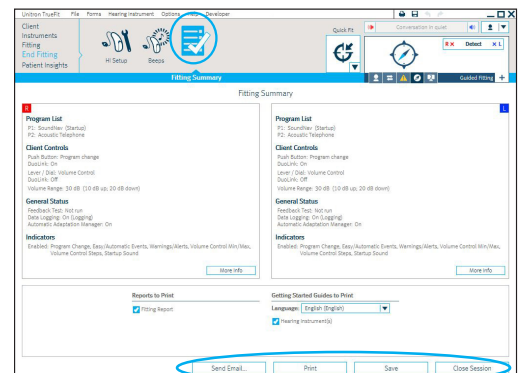 Unitron TrueFit File Forms Hearing Instrument Options Help Developer
Client
Instruments
Fitting
End Fitting
Patient Insights
HI Setup
Beeps
Quick Fit
Conversation in quiet
R X Detect X L
Fitting Summary
Guided Fitting +
Fitting Summary
R
Program List
P1: SoundNav (Startup)
P2: Acoustic Telephone
Client Controls
Push Button: Program change
DuoLink: On
Lever / Dial: Volume Control
DuoLink: Off
Volume Range: 30 dB (10 dB up, 20 dB down)
General Status
Feedback Test: Not run
Data Logging: On (Logging)
Automatic Adaptation Manager: On
Indicators
Enabled: Program Change, Easy/Automatic Events, Warnings/Alerts, Volume Control Min/Max,
Volume Control Steps, Startup Sound
More info
L
Program List
P1: SoundNav (Startup)
P2: Acoustic Telephone
Client Controls
Push Button: Program change
DuoLink: On
Lever / Dial: Volume Control
DuoLink: Off
Volume Range: 30 dB (10 dB up, 20 dB down)
General Status
Feedback Test: Not run
Data Logging: On (Logging)
Automatic Adaptation Manager: On
Indicators
Enabled: Program Change, Easy/Automatic Events, Warnings/Alerts, Volume Control Min/Max,
Volume Control Steps, Startup Sound
More info
Reports to Print
Fitting Report
Getting Started Guides to Print
Language: English (English)
Hearing Instrument(s)
Send Email... Print Save Close Session